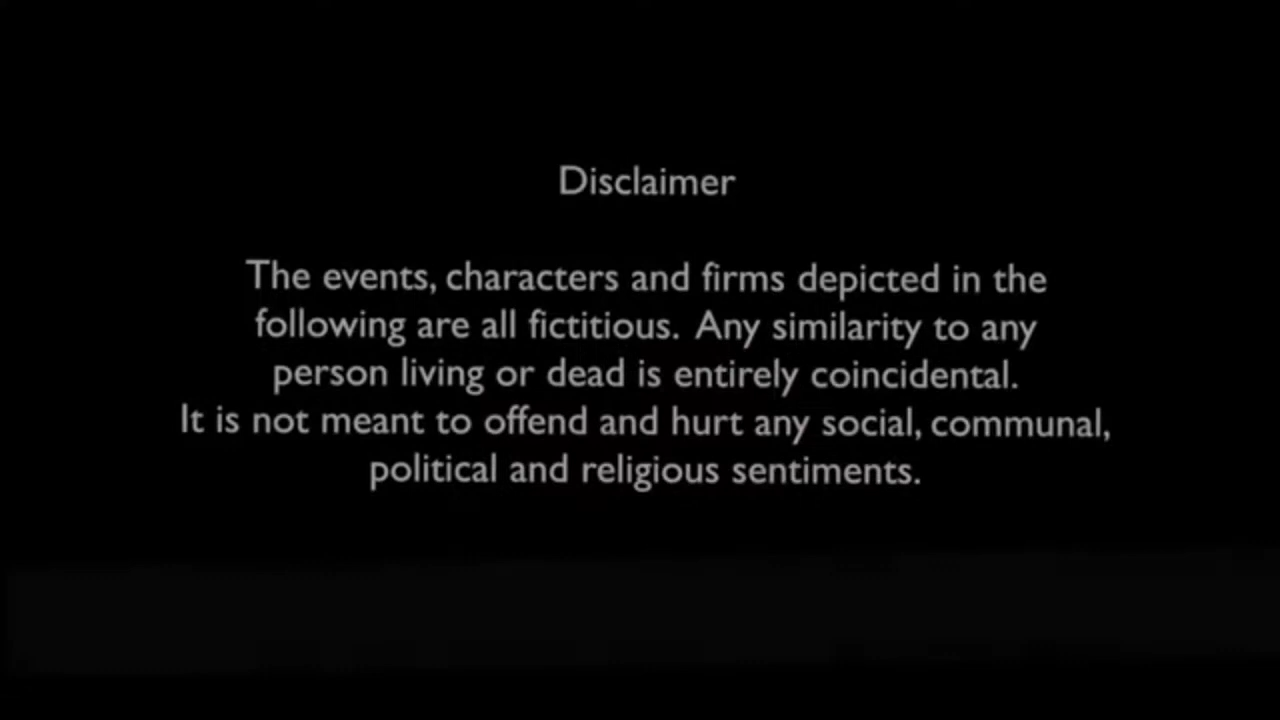 Disclaimer
The events, characters and firms depicted in the
following are all fictitious. Any similarity to any
person living or dead is entirely coincidental.
It is not meant to offend and hurt any social, communal,
political and religious sentiments.